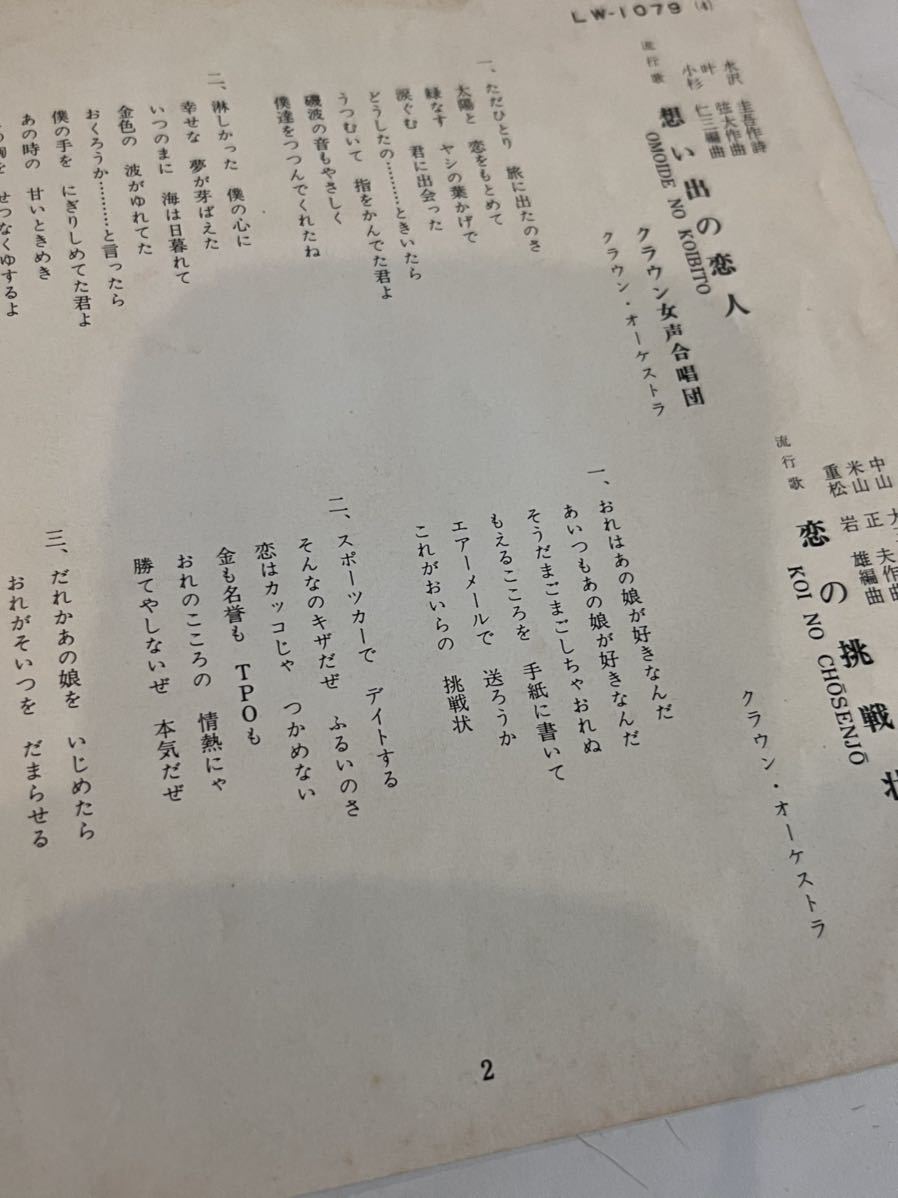 LW-1079 (4)
水沢 圭吾作詩
叶 弦大作曲
小杉 仁三編曲
流行歌
想い出の恋人
OMOIDE NO KOIBITO
クラウン女声合唱団
クラウン・オーケストラ
一、ただひとり 旅に出たのさ
太陽と 恋をもとめて
緑なす ヤシの葉かげで
涙ぐむ 君に出会った
どうしたの………ときいたら
うつむいて 指をかんでた君よ
磯波の音もやさしく
僕達をつつんでくれたね
二、淋しかった 僕の心に
幸せな 夢が芽ばえた
いつのまに 海は日暮れて
金色の 波がゆれてた
おくろうか………と言ったら
僕の手を にぎりしめてた君よ
あの時の 甘いときめき
せつなくゆするよ
中山
米山 正夫作曲
重松 岩雄編曲
流行歌
恋の挑戦状
KOI NO CHŌSENJŌ
クラウン・オーケストラ
一、おれはあの娘が好きなんだ
あいつもあの娘が好きなんだ
そうだまごまごしちゃおれぬ
もえるこころを 手紙に書いて
エアーメールで 送ろうか
これがおいらの 挑戦状
二、スポーツカーで デイトする
そんなのキザだぜ ふるいのさ
恋はカッコじゃ つかめない
金も名誉も TPOも
おれのこころの 情熱にゃ
勝てやしないぜ 本気だぜ
三、だれかあの娘を いじめたら
おれがそいつを だまらせる
2